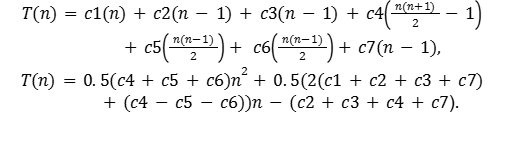 T(n) = c1(n) + c2(n − 1) + c3(n − 1) + c4(n(n+1)/2 − 1)
+ c5(n(n−1)/2) + c6(n(n−1)/2) + c7(n − 1),
T(n) = 0.5(c4 + c5 + c6)n² + 0.5(2(c1 + c2 + c3 + c7)
+ (c4 − c5 − c6))n − (c2 + c3 + c4 + c7).